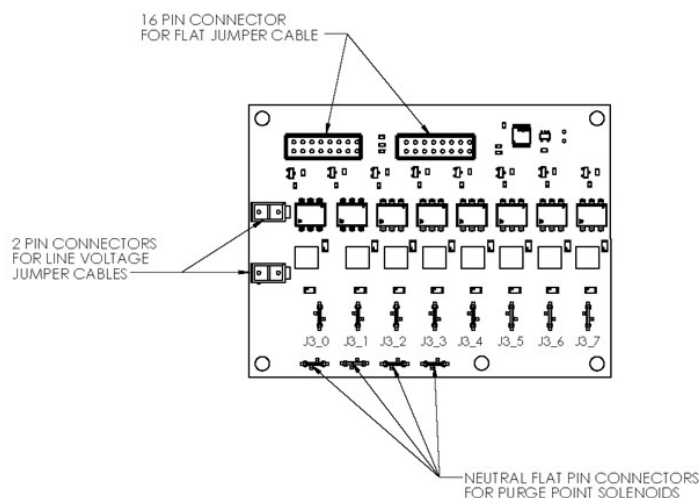 16 PIN CONNECTOR
FOR FLAT JUMPER CABLE
2 PIN CONNECTORS
FOR LINE VOLTAGE
JUMPER CABLES
J3_0 J3_1 J3_2 J3_3 J3_4 J3_5 J3_6 J3_7
NEUTRAL FLAT PIN CONNECTORS
FOR PURGE POINT SOLENOIDS